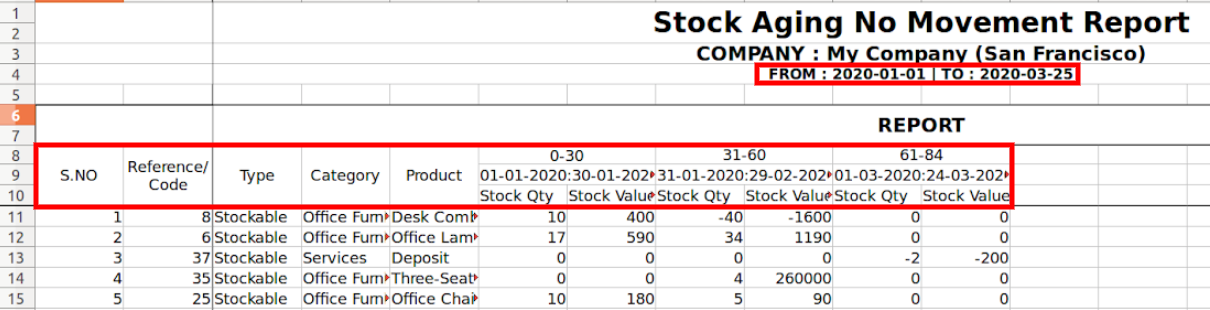 1
2 Stock Aging No Movement Report
3 COMPANY : My Company (San Francisco)
4 FROM : 2020-01-01 | TO : 2020-03-25
5
6
7 REPORT
8 0-30 31-60 61-84
9 S.NO Reference/ Code Type Category Product 01-01-2020:30-01-202 31-01-2020:29-02-202 01-03-2020:24-03-202
10 Stock Qty Stock Value Stock Qty Stock Value Stock Qty Stock Value
11 1 8 Stockable Office Furn Desk Coml 10 400 -40 -1600 0 0
12 2 6 Stockable Office Furn Office Lam 17 590 34 1190 0 0
13 3 37 Stockable Services Deposit 0 0 0 0 -2 -200
14 4 35 Stockable Office Furn Three-Seat 0 0 4 260000 0 0
15 5 25 Stockable Office Furn Office Chai 10 180 5 90 0 0